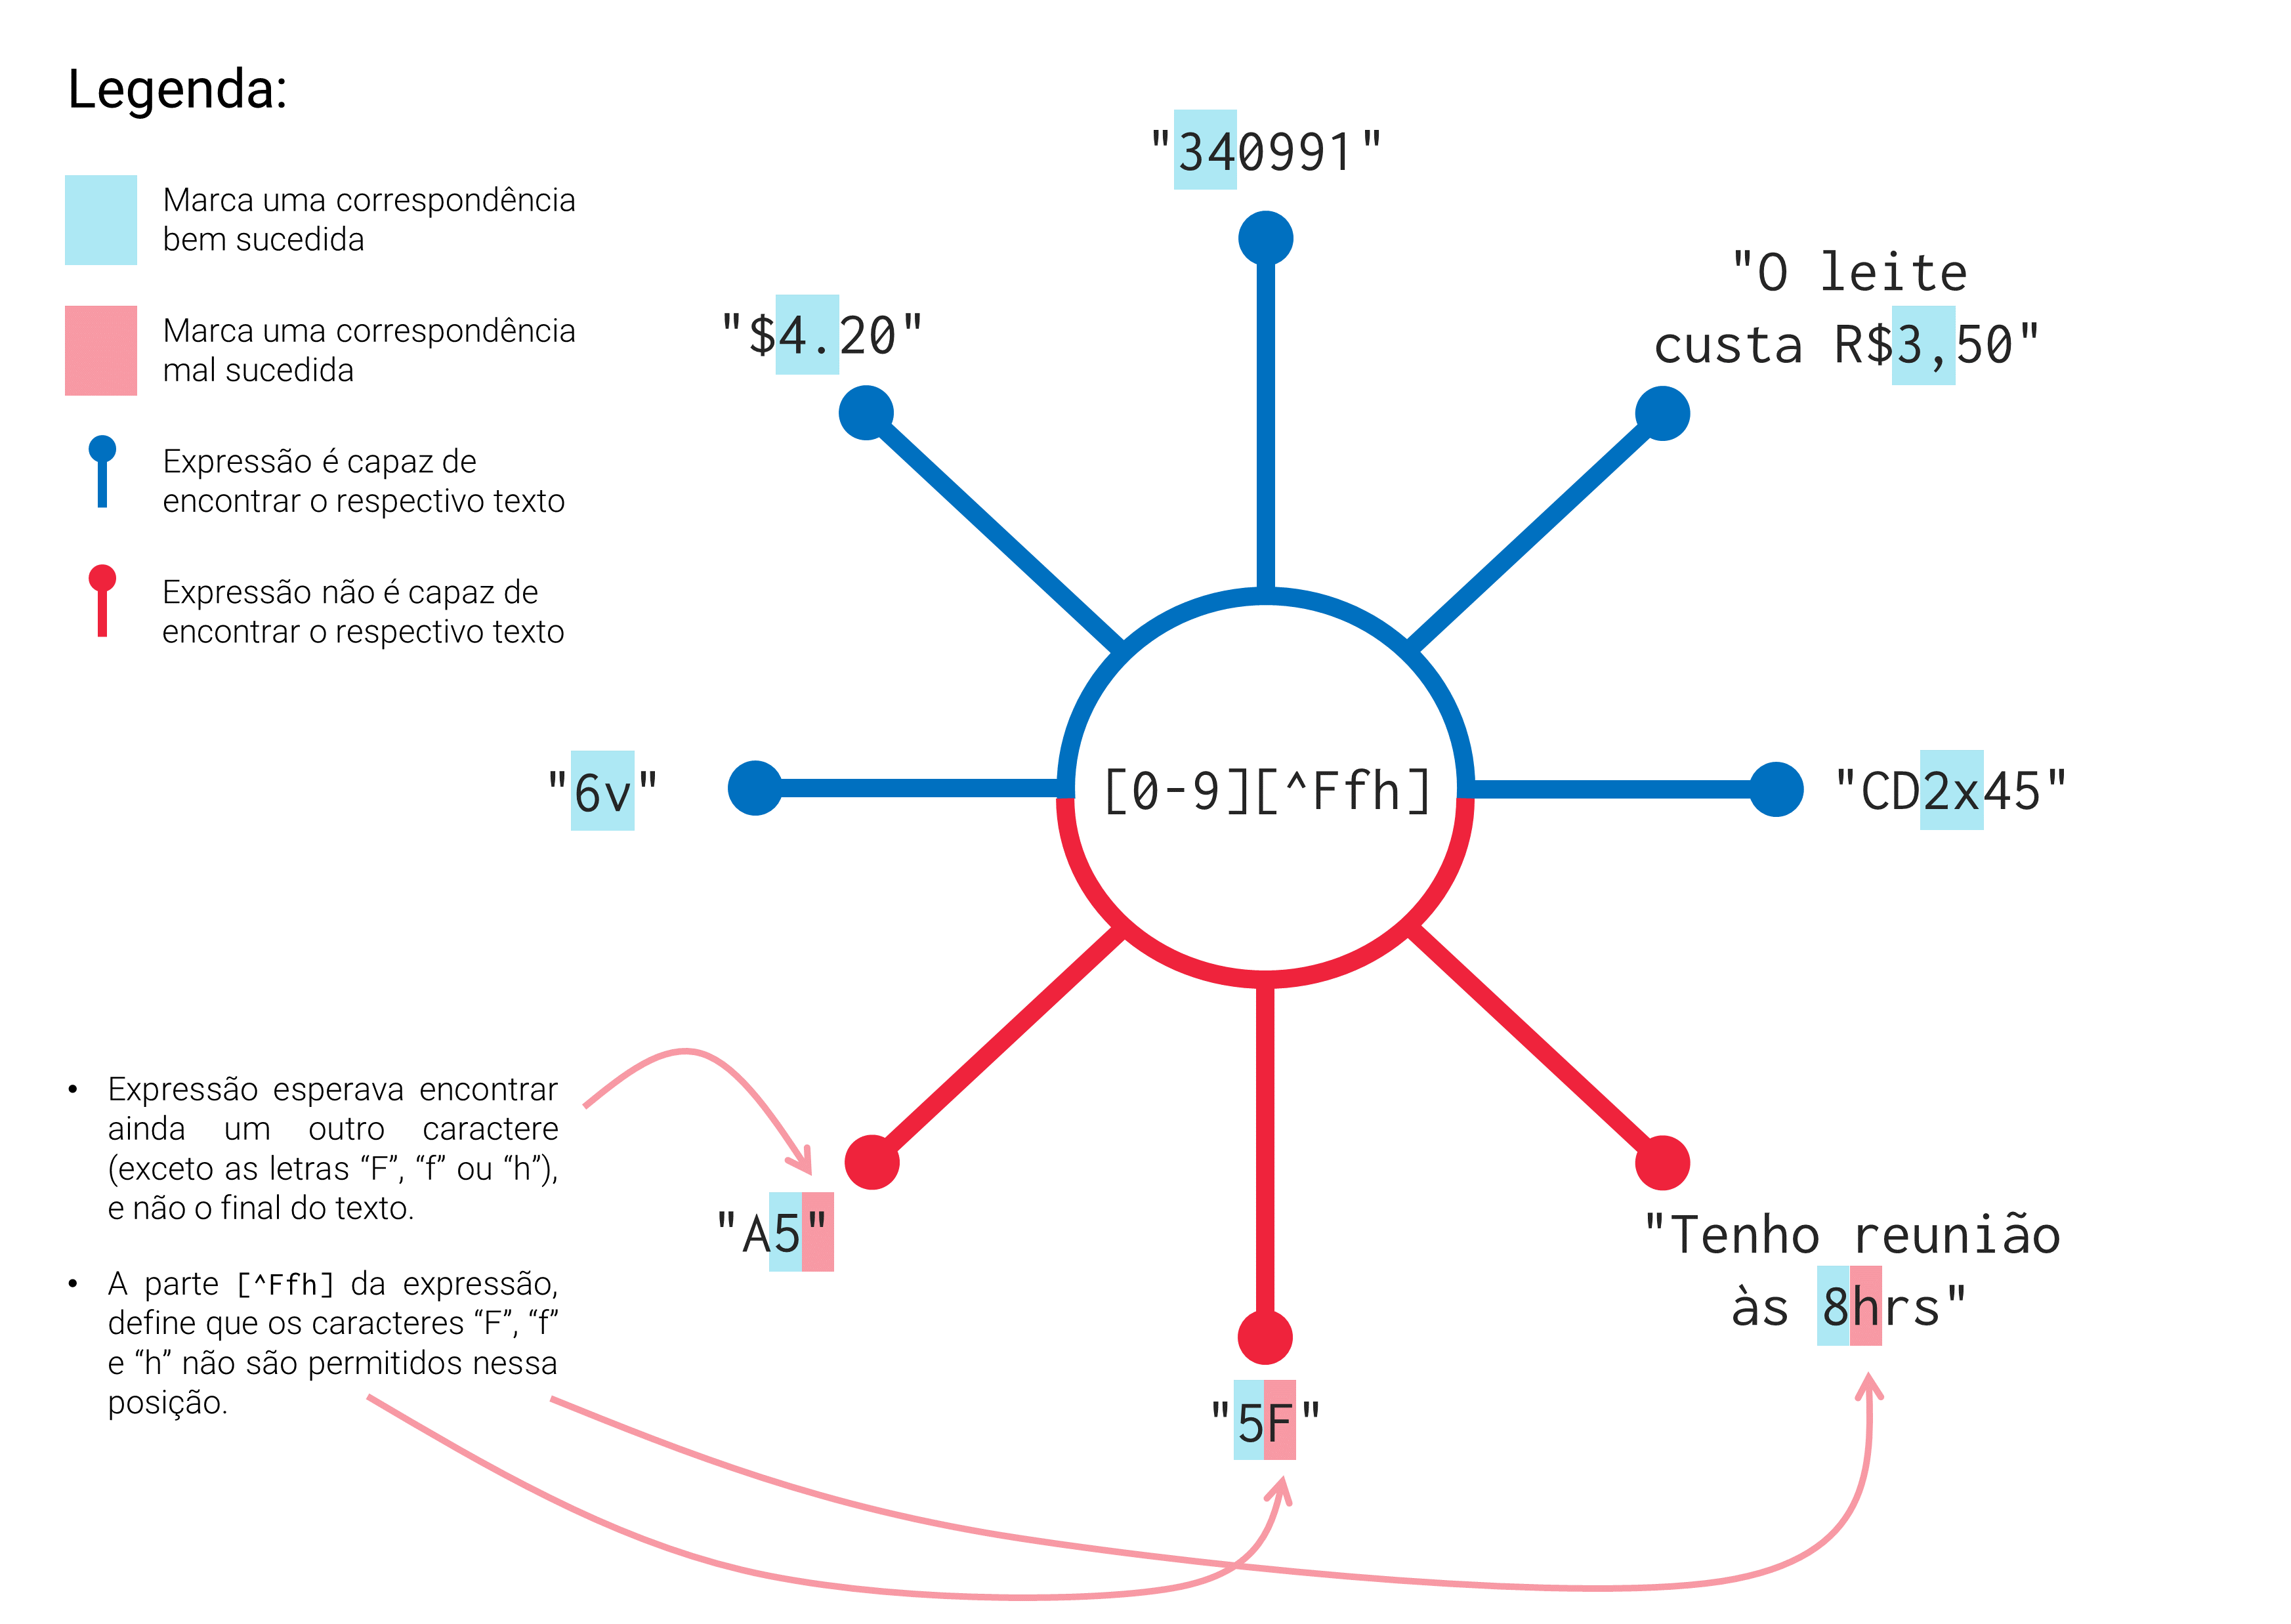 Legenda:
Marca uma correspondência
bem sucedida
Marca uma correspondência
mal sucedida
Expressão é capaz de
encontrar o respectivo texto
Expressão não é capaz de
encontrar o respectivo texto
"340991"
"O leite
custa R$3,50"
"$4.20"
"6v"
[0-9][^Ffh]
"CD2x45"
"A5"
"5F"
"Tenho reunião
às 8hrs"
• Expressão esperava encontrar
ainda um outro caractere
(exceto as letras “F”, “f” ou “h”),
e não o final do texto.
• A parte [^Ffh] da expressão,
define que os caracteres “F”, “f”
e “h” não são permitidos nessa
posição.